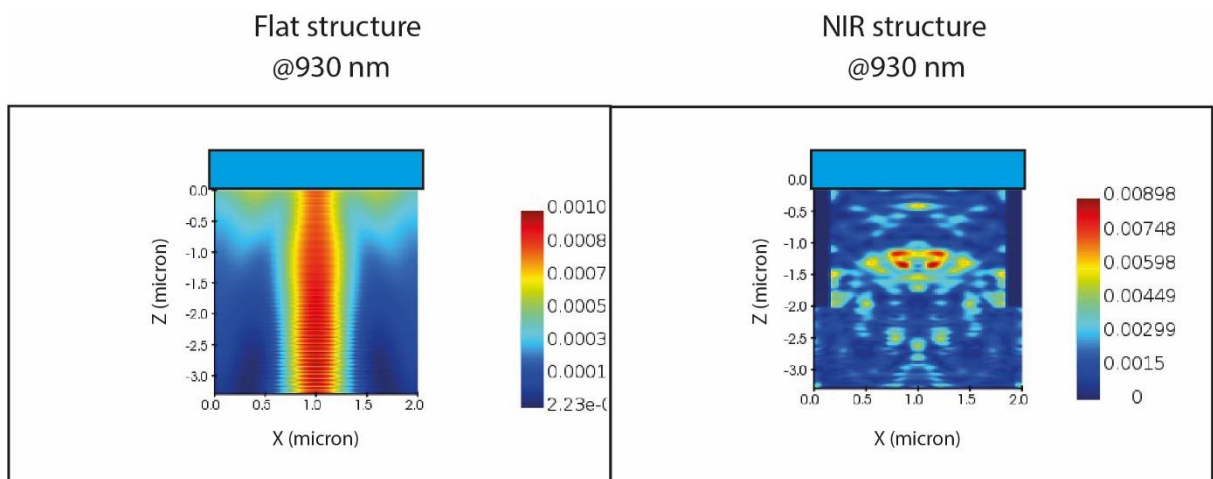 Flat structure
@930 nm
NIR structure
@930 nm
0.0
-0.5
-1.0
-1.5
-2.0
-2.5
-3.0
Z (micron)
0.0 0.5 1.0 1.5 2.0
X (micron)
0.0010
0.0008
0.0007
0.0005
0.0003
0.0001
2.23e-0
0.0
-0.5
-1.0
-1.5
-2.0
-2.5
-3.0
Z (micron)
0.0 0.5 1.0 1.5 2.0
X (micron)
0.00898
0.00748
0.00598
0.00449
0.00299
0.0015
0